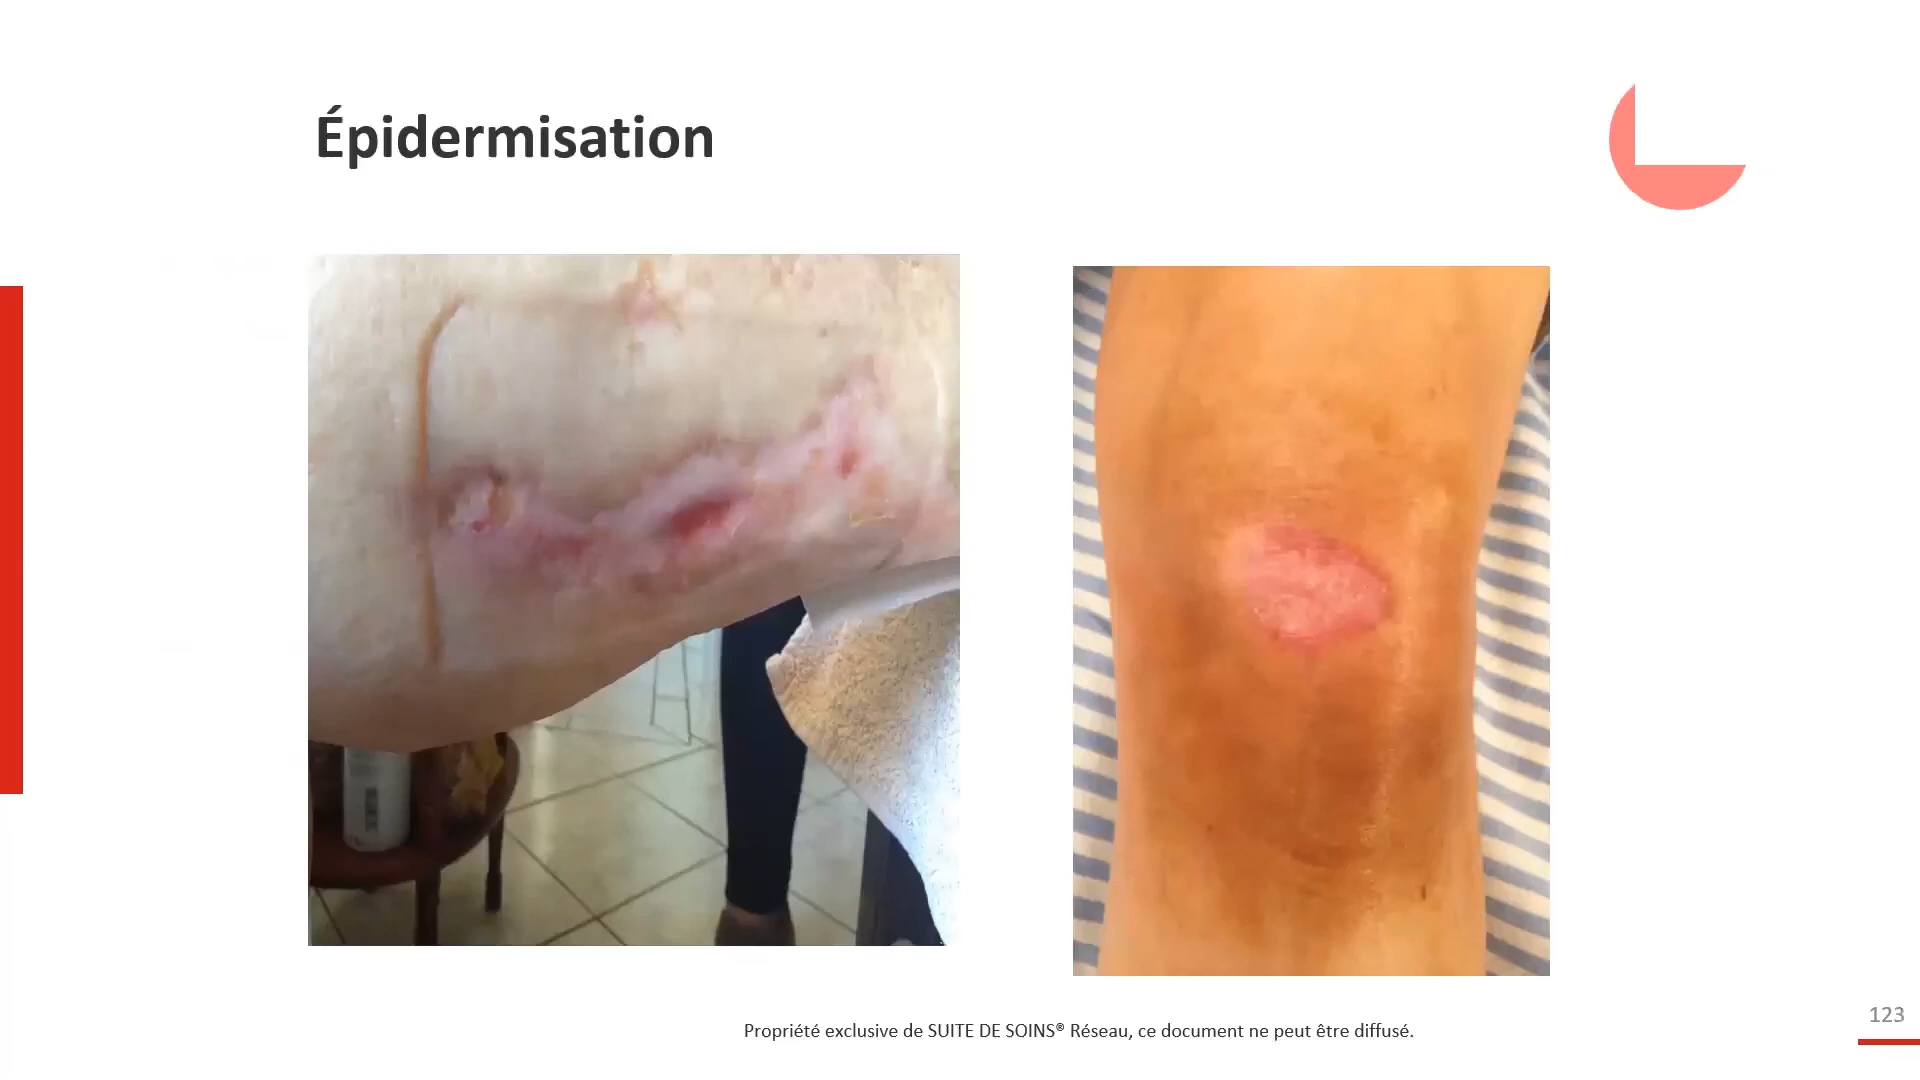 Épidermisation
Propriété exclusive de SUITE DE SOINS® Réseau, ce document ne peut être diffusé.
123